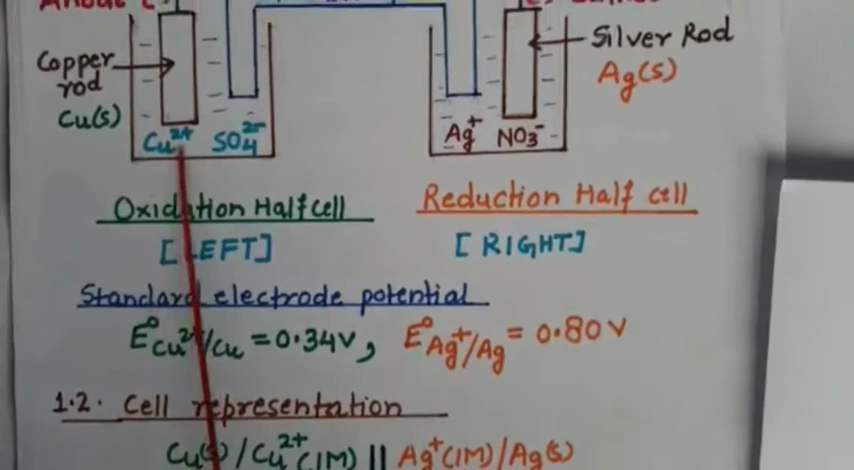 Copper rod
Cu(s)
Cu²⁺ SO₄²⁻
Silver Rod
Ag(s)
Ag⁺ NO₃⁻
Oxidation Half cell
[LEFT]
Reduction Half cell
[RIGHT]
Standard electrode potential
E°Cu²⁺/Cu = 0.34V, E°Ag⁺/Ag = 0.80V
1.2. Cell representation
Cu(s)/Cu²⁺(1M) || Ag⁺(1M)/Ag(s)